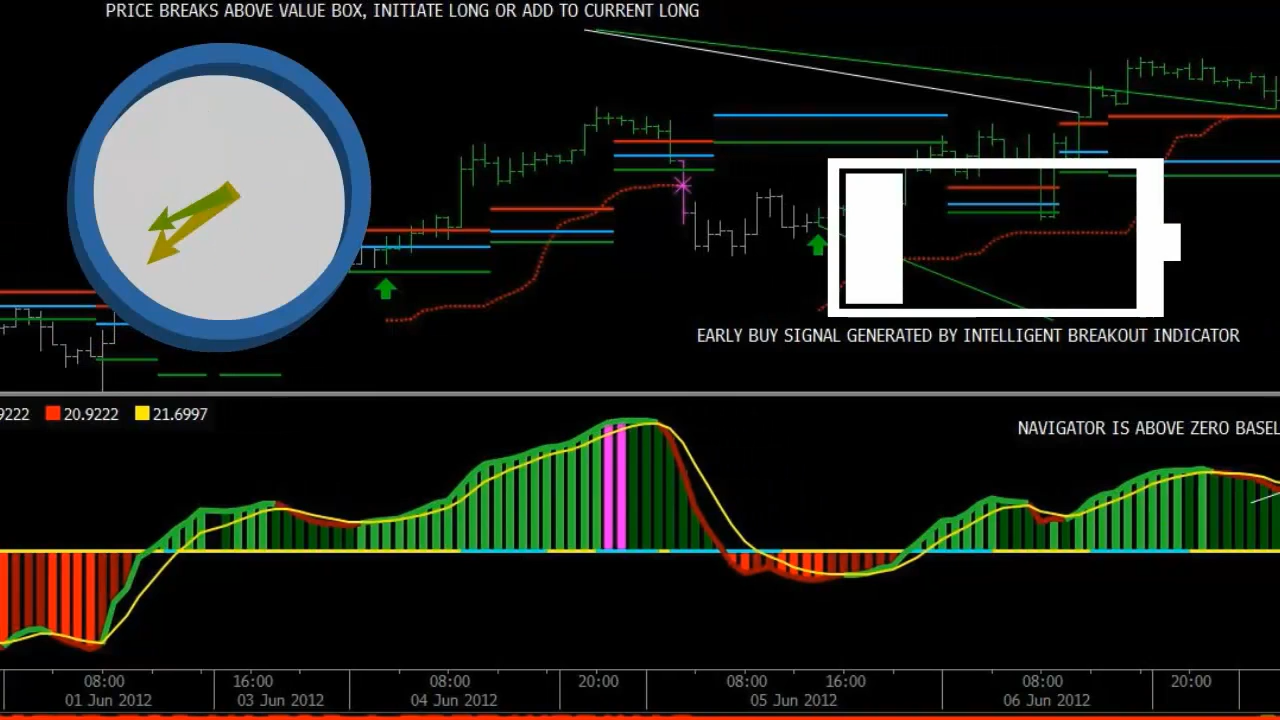 PRICE BREAKS ABOVE VALUE BOX, INITIATE LONG OR ADD TO CURRENT LONG
EARLY BUY SIGNAL GENERATED BY INTELLIGENT BREAKOUT INDICATOR
9222 20.9222 21.6997
NAVIGATOR IS ABOVE ZERO BASEL
08:00 16:00 08:00 20:00 08:00 16:00 08:00 20:00
01 Jun 2012 03 Jun 2012 04 Jun 2012 05 Jun 2012 06 Jun 2012